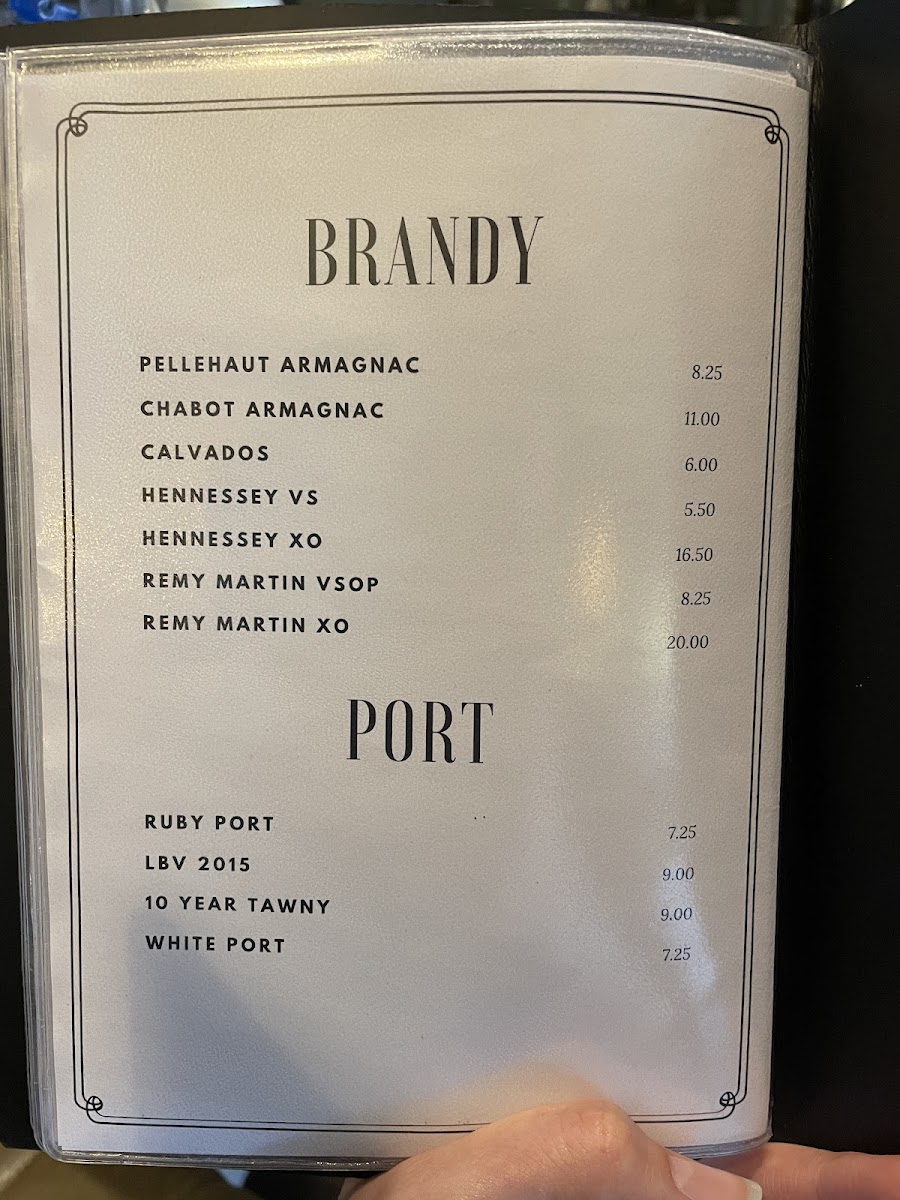 BRANDY
PELLEHAUT ARMAGNAC 8.25
CHABOT ARMAGNAC 11.00
CALVADOS 6.00
HENNESSEY VS 5.50
HENNESSEY XO 16.50
REMY MARTIN VSOP 8.25
REMY MARTIN XO 20.00
PORT
RUBY PORT 7.25
LBV 2015 9.00
10 YEAR TAWNY 9.00
WHITE PORT 7.25